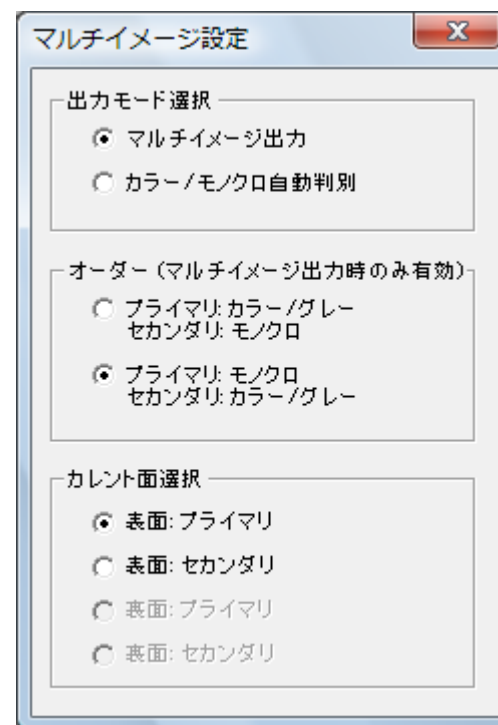 マルチイメージ設定
出力モード選択
マルチイメージ出力
カラー/モノクロ自動判別
オーダー(マルチイメージ出力時のみ有効)
プライマリ: カラー/グレー
セカンダリ: モノクロ
プライマリ: モノクロ
セカンダリ: カラー/グレー
カレント面選択
表面: プライマリ
表面: セカンダリ
裏面: プライマリ
裏面: セカンダリ